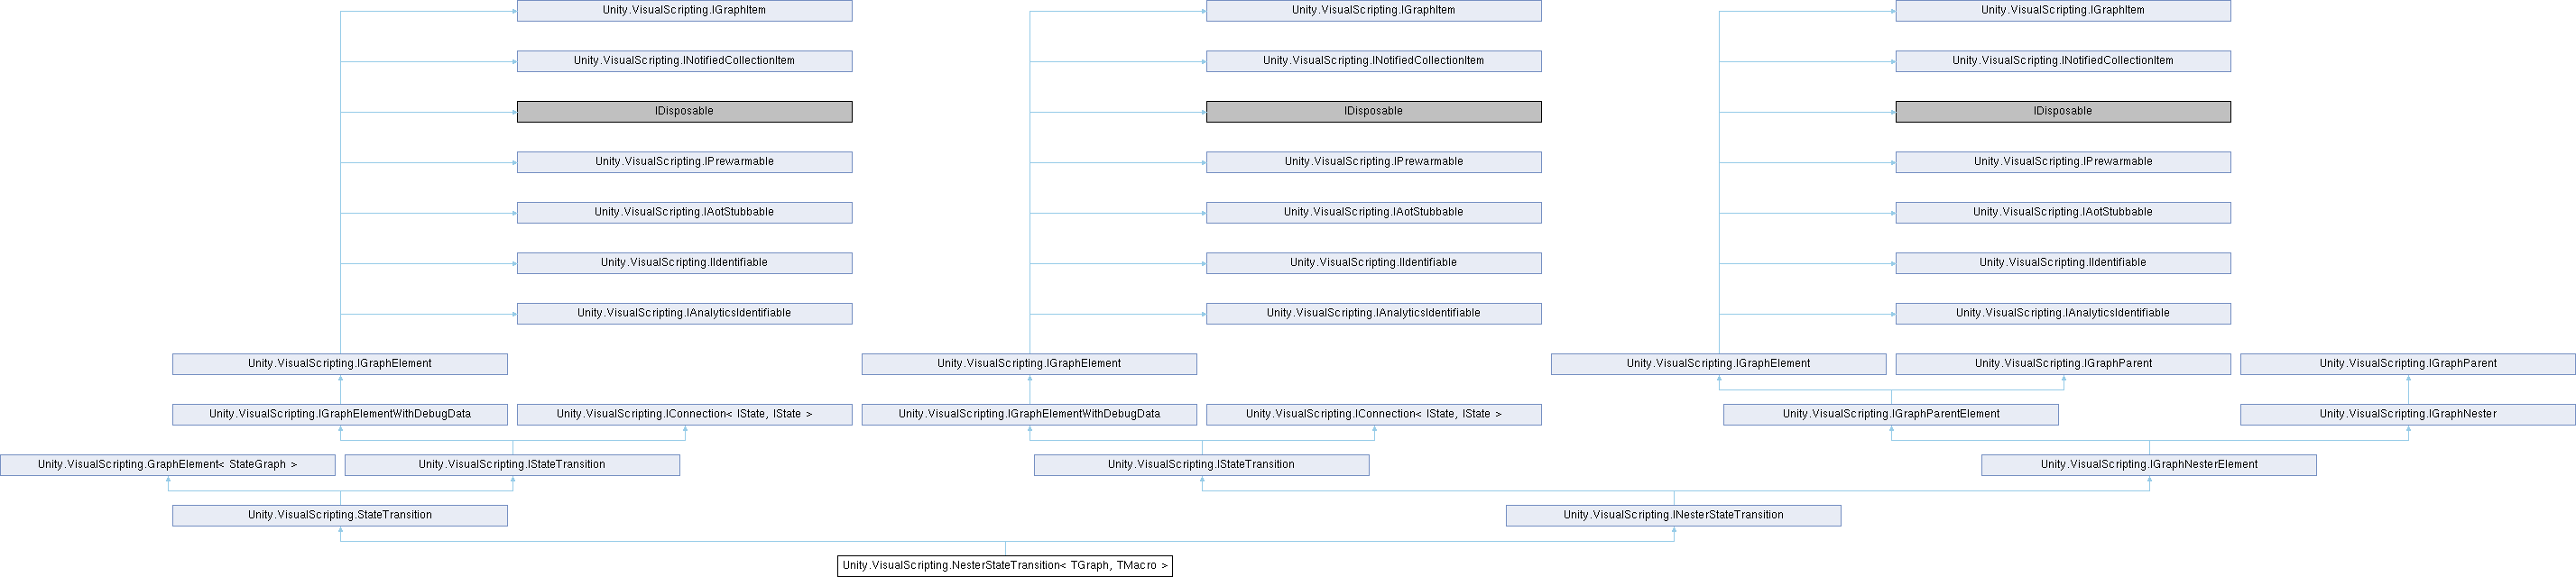 Unity.VisualScripting.IGraphItem
Unity.VisualScripting.IGraphItem
Unity.VisualScripting.IGraphItem
Unity.VisualScripting.INotifiedCollectionItem
Unity.VisualScripting.INotifiedCollectionItem
Unity.VisualScripting.INotifiedCollectionItem
IDisposable
IDisposable
IDisposable
Unity.VisualScripting.IPrewarmable
Unity.VisualScripting.IPrewarmable
Unity.VisualScripting.IPrewarmable
Unity.VisualScripting.IAotStubbable
Unity.VisualScripting.IAotStubbable
Unity.VisualScripting.IAotStubbable
Unity.VisualScripting.IIdentifiable
Unity.VisualScripting.IIdentifiable
Unity.VisualScripting.IIdentifiable
Unity.VisualScripting.IAnalyticsIdentifiable
Unity.VisualScripting.IAnalyticsIdentifiable
Unity.VisualScripting.IAnalyticsIdentifiable
Unity.VisualScripting.IGraphElement
Unity.VisualScripting.IGraphElement
Unity.VisualScripting.IGraphElement
Unity.VisualScripting.IGraphParent
Unity.VisualScripting.IGraphParent
Unity.VisualScripting.IGraphElementWithDebugData
Unity.VisualScripting.IConnection< IState, IState >
Unity.VisualScripting.IGraphElementWithDebugData
Unity.VisualScripting.IConnection< IState, IState >
Unity.VisualScripting.IGraphParentElement
Unity.VisualScripting.IGraphNester
Unity.VisualScripting.GraphElement< StateGraph >
Unity.VisualScripting.IStateTransition
Unity.VisualScripting.IStateTransition
Unity.VisualScripting.IGraphNesterElement
Unity.VisualScripting.StateTransition
Unity.VisualScripting.INesterStateTransition
Unity.VisualScripting.NesterStateTransition< TGraph, TMacro >